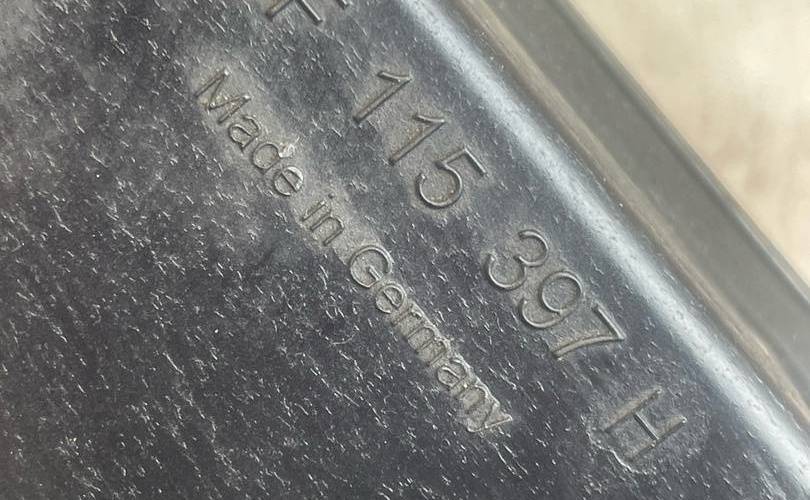 F 115 397 H
Made in Germany